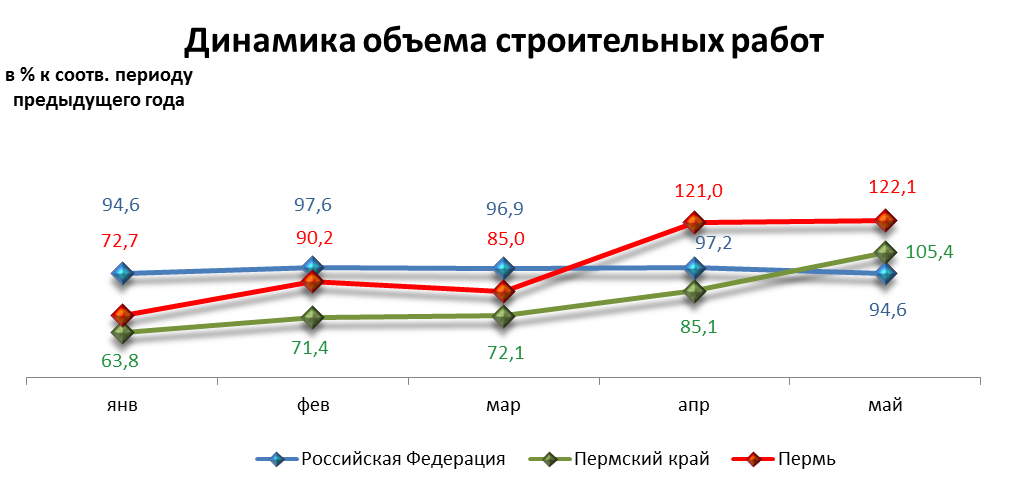 Динамика объема строительных работ
в % к соотв. периоду
предыдущего года
94,6
97,6
96,9
121,0
122,1
72,7
90,2
85,0
97,2
105,4
63,8
71,4
72,1
85,1
94,6
янв
фев
мар
апр
май
Российская Федерация
Пермский край
Пермь